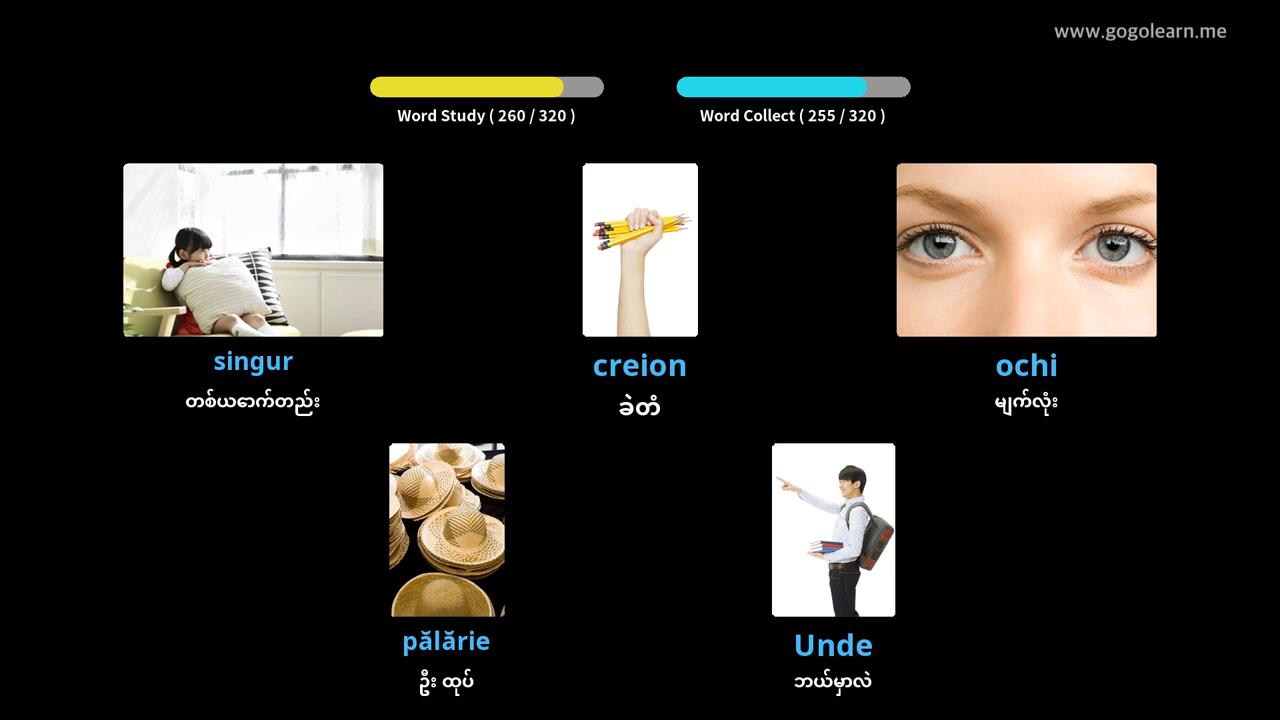 www.gogolearn.me
Word Study ( 260 / 320 )
Word Collect ( 255 / 320 )
singur
တစ်ယောက်တည်း
creion
ခဲတံ
ochi
မျက်လုံး
pălărie
ဦး ထုပ်
Unde
ဘယ်မှာလဲ